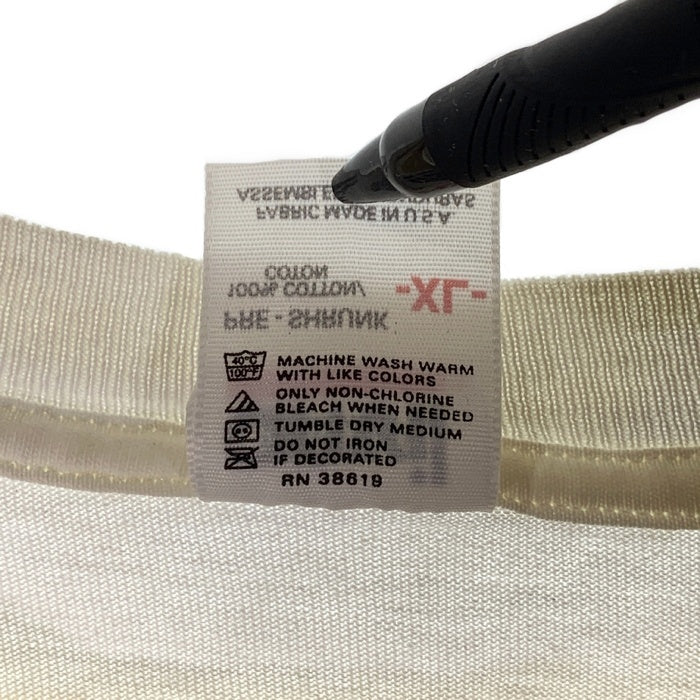 PRE - SHRUNK
100% COTTON/
COTON
-XL-
FABRIC MADE IN U S A
40°C
100°F
MACHINE WASH WARM
WITH LIKE COLORS
ONLY NON-CHLORINE
BLEACH WHEN NEEDED
TUMBLE DRY MEDIUM
DO NOT IRON
IF DECORATED
RN 38619